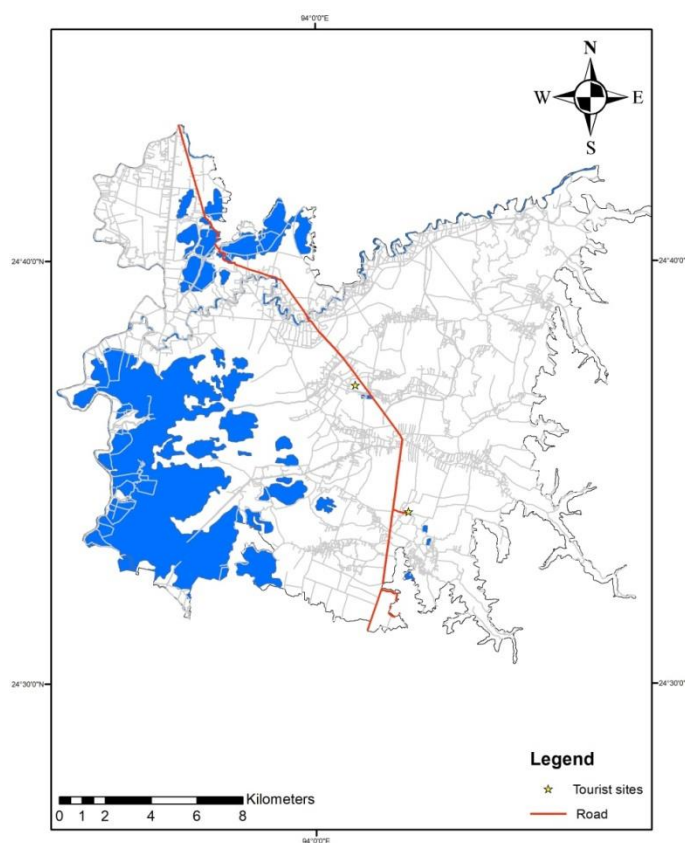 94°0'0"E
N
W E
S
24°40'0"N 24°40'0"N
24°30'0"N 24°30'0"N
Legend
Tourist sites
Road
Kilometers
0 1 2 4 6 8
94°0'0"E